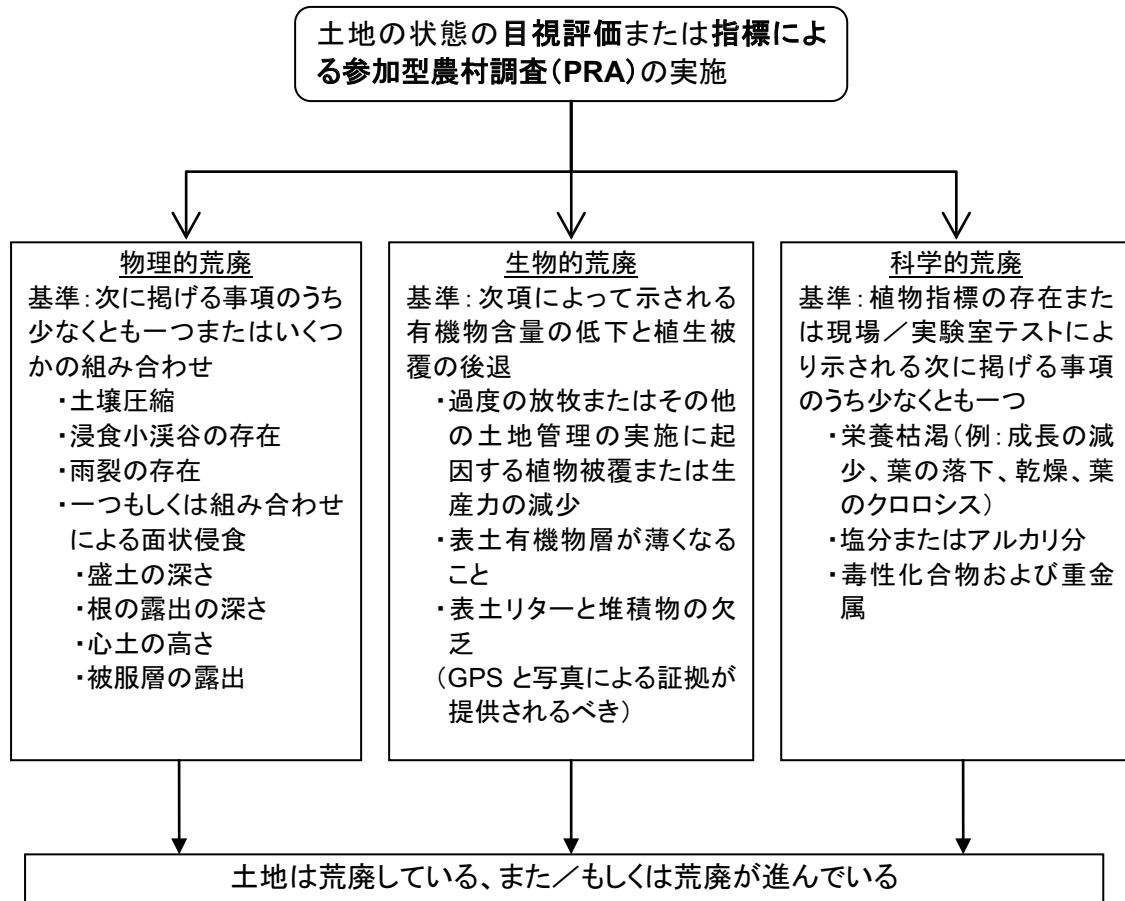 土地の状態の目視評価または指標によ
る参加型農村調査(PRA)の実施
物理的荒廃
基準:次に掲げる事項のうち
少なくとも一つまたはいくつ
かの組み合わせ
・土壌圧縮
・浸食小渓谷の存在
・雨裂の存在
・一つもしくは組み合わせ
による面状侵食
・盛土の深さ
・根の露出の深さ
・心土の高さ
・被服層の露出
生物的荒廃
基準:次項によって示される
有機物含量の低下と植生被
覆の後退
・過度の放牧またはその他
の土地管理の実施に起
因する植物被覆または生
産力の減少
・表土有機物層が薄くなる
こと
・表土リターと堆積物の欠
乏
(GPS と写真による証拠が
提供されるべき)
科学的荒廃
基準:植物指標の存在また
は現場/実験室テストによ
り示される次に掲げる事項
のうち少なくとも一つ
・栄養枯渇(例:成長の減
少、葉の落下、乾燥、葉
のクロロシス)
・塩分またはアルカリ分
・毒性化合物および重金
属
土地は荒廃している、また/もしくは荒廃が進んでいる